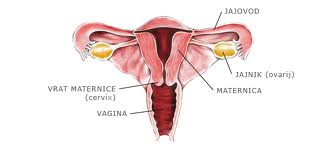 JAJOVOD
JAJNIK (ovarij)
VRAT MATERNICE
(cervix)
MATERNICA
VAGINA